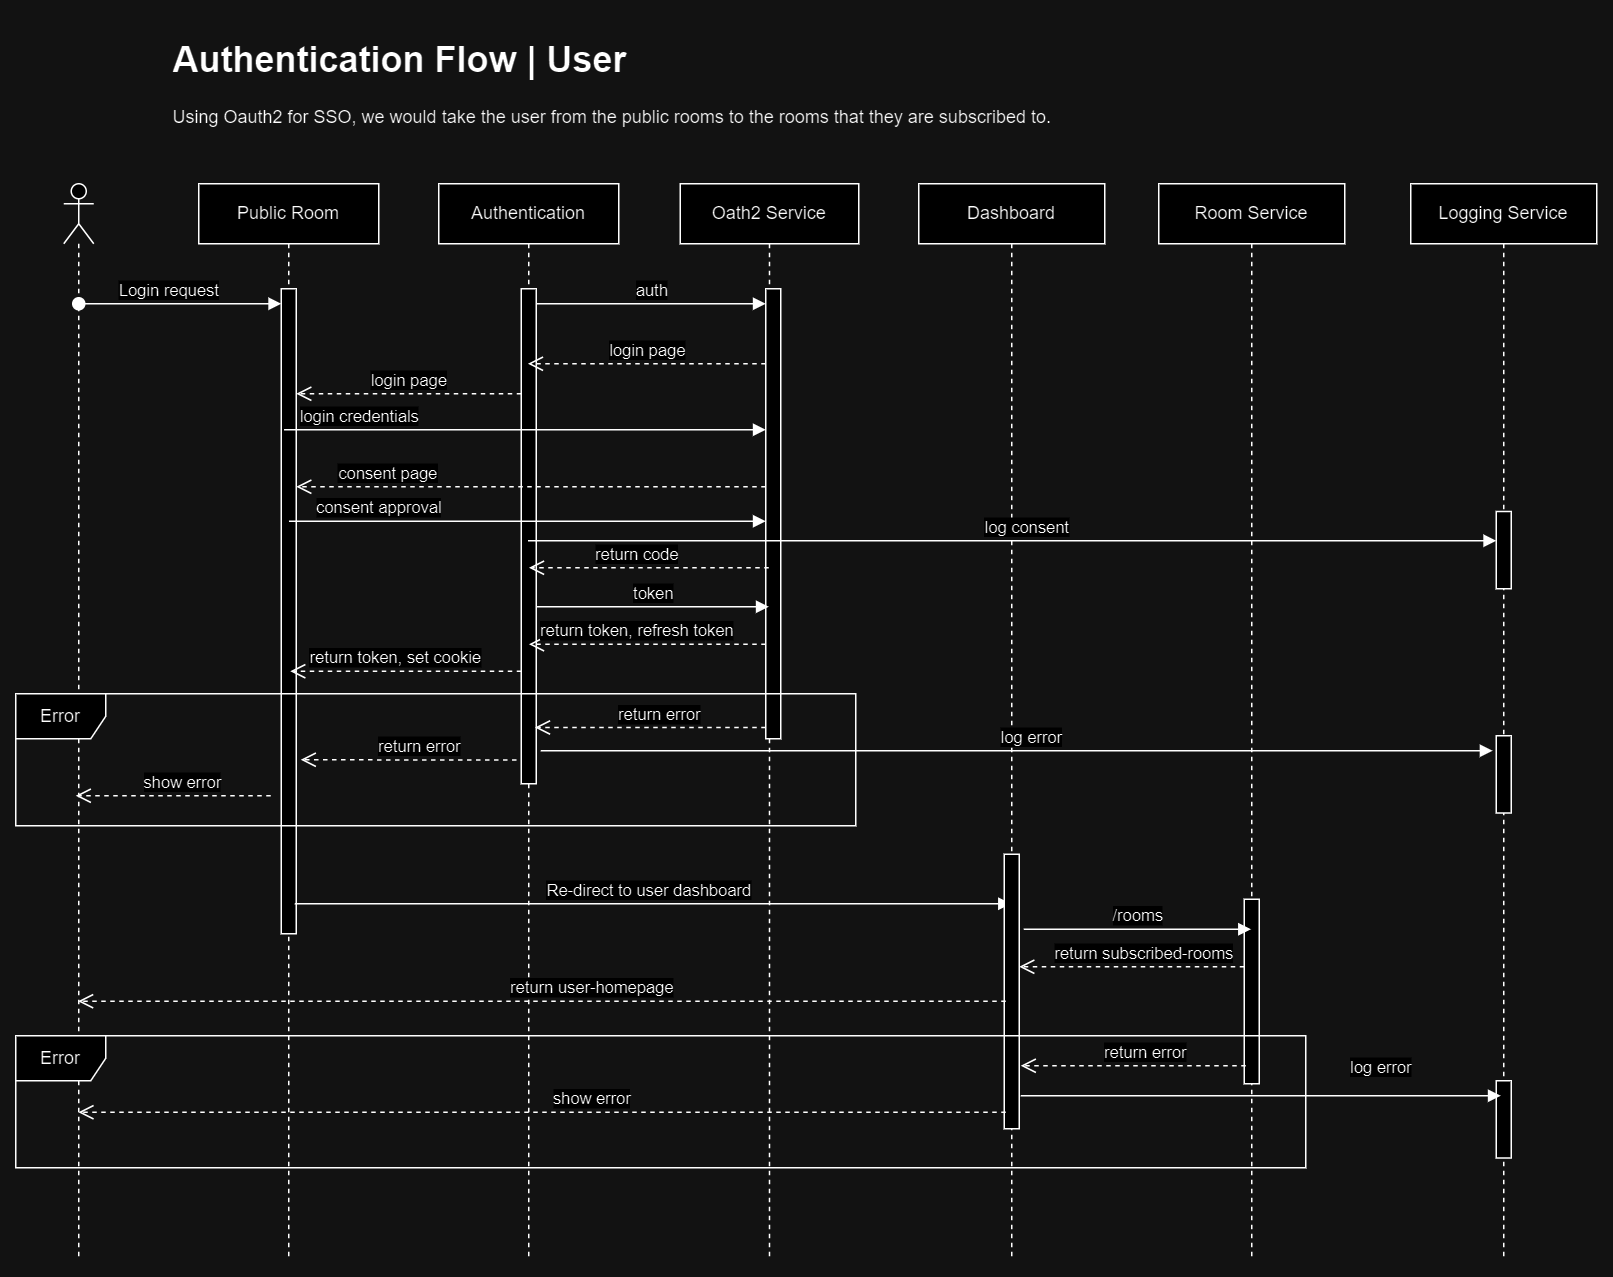 Authentication Flow | User
Using Oauth2 for SSO, we would take the user from the public rooms to the rooms that they are subscribed to.
Public Room
Authentication
Oath2 Service
Dashboard
Room Service
Logging Service
Login request
auth
login page
login page
login credentials
consent page
consent approval
log consent
return code
token
return token, refresh token
return token, set cookie
Error
return error
log error
return error
show error
Re-direct to user dashboard
/rooms
return subscribed-rooms
return user-homepage
Error
return error
log error
show error